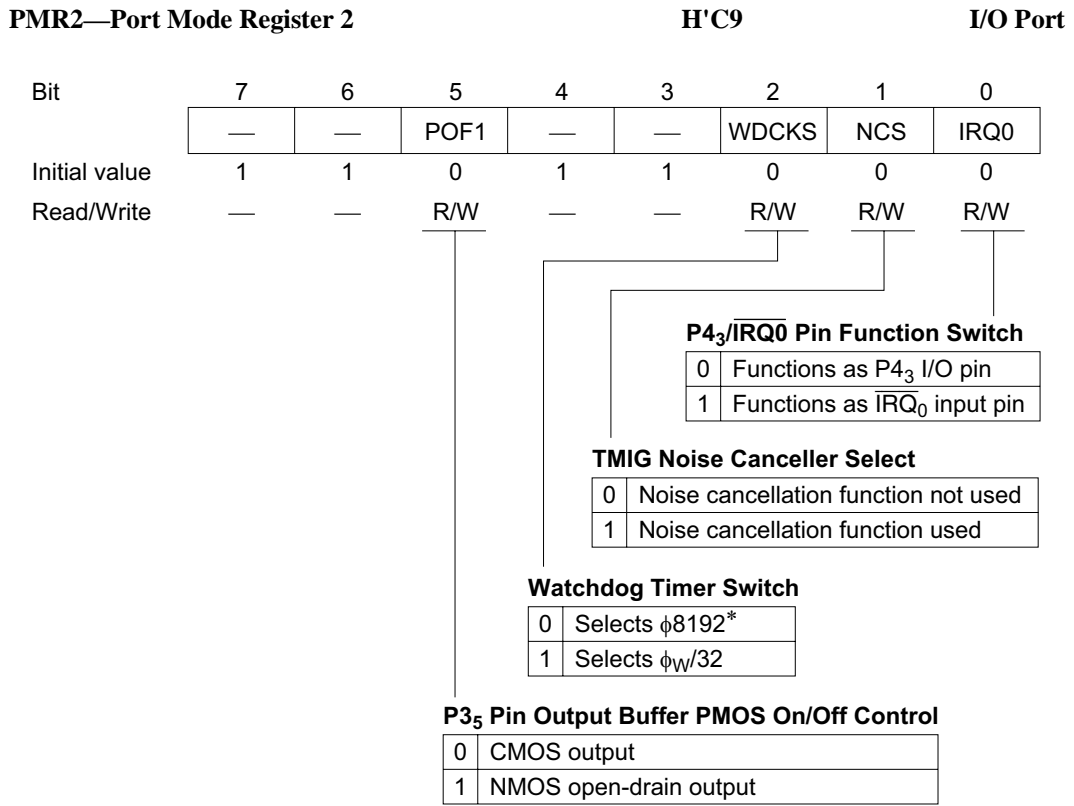 PMR2—Port Mode Register 2 H'C9 I/O Port
Bit 7 6 5 4 3 2 1 0
— — POF1 — — WDCKS NCS IRQ0
Initial value 1 1 0 1 1 0 0 0
Read/Write — — R/W — — R/W R/W R/W
P4₃/I̅R̅Q̅0̅ Pin Function Switch
0 Functions as P4₃ I/O pin
1 Functions as I̅R̅Q̅₀ input pin
TMIG Noise Canceller Select
0 Noise cancellation function not used
1 Noise cancellation function used
Watchdog Timer Switch
0 Selects ϕ8192*
1 Selects ϕ_W/32
P3₅ Pin Output Buffer PMOS On/Off Control
0 CMOS output
1 NMOS open-drain output